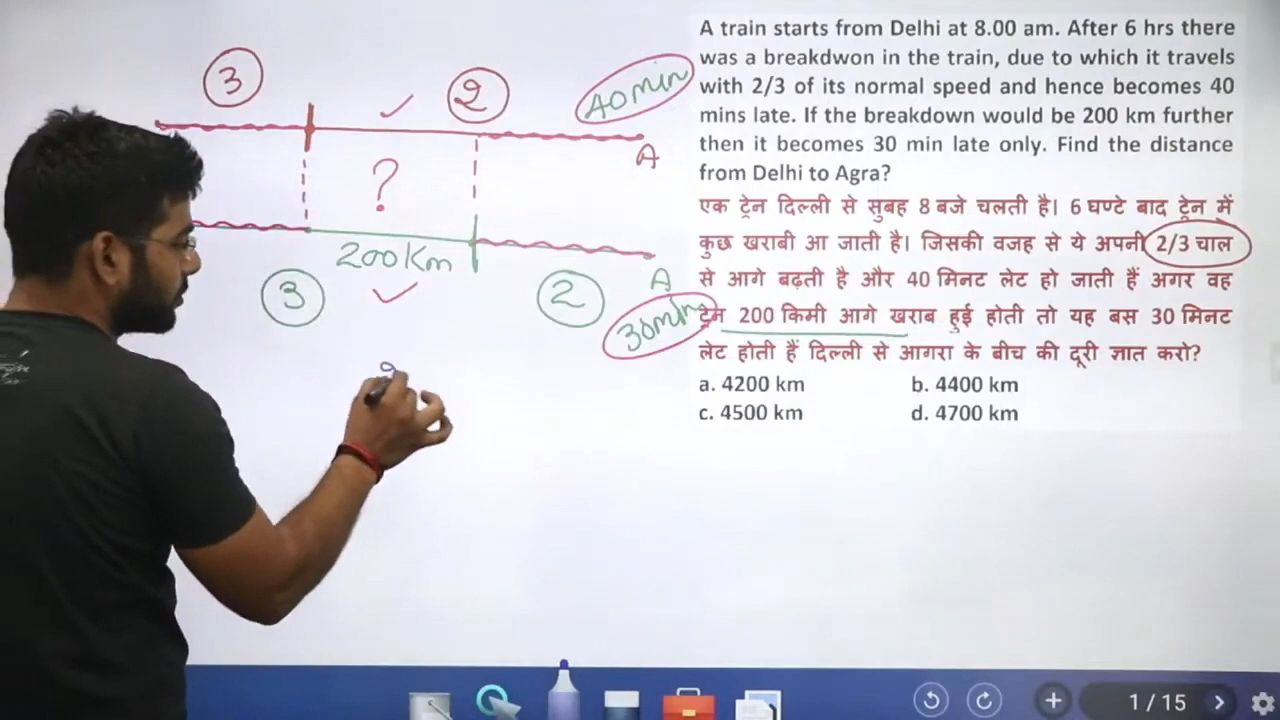 A train starts from Delhi at 8.00 am. After 6 hrs there
was a breakdwon in the train, due to which it travels
with 2/3 of its normal speed and hence becomes 40
mins late. If the breakdown would be 200 km further
then it becomes 30 min late only. Find the distance
from Delhi to Agra?
एक ट्रेन दिल्ली से सुबह 8 बजे चलती है। 6 घण्टे बाद ट्रेन में
कुछ खराबी आ जाती है। जिसकी वजह से ये अपनी 2/3 चाल
से आगे बढ़ती है और 40 मिनट लेट हो जाती हैं अगर वह
ट्रेम 200 किमी आगे खराब हुई होती तो यह बस 30 मिनट
लेट होती हैं दिल्ली से आगरा के बीच की दूरी ज्ञात करो?
a. 4200 km b. 4400 km
c. 4500 km d. 4700 km
3
2
40min
A
?
200Km
3
2
A
30min
1 / 15